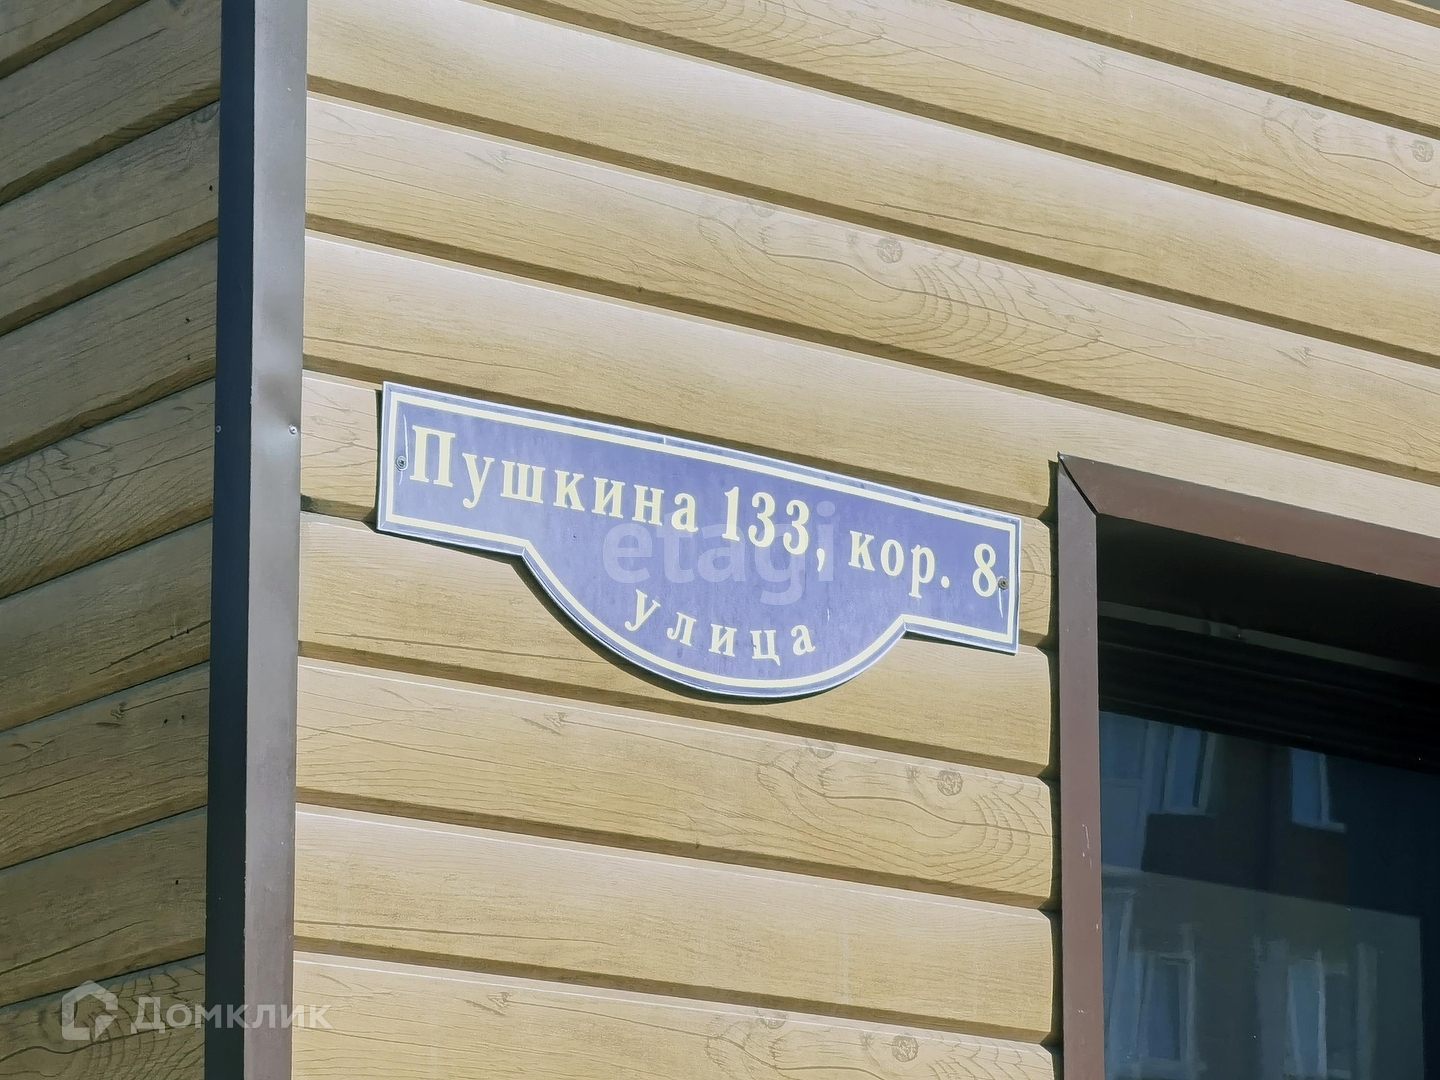 Пушкина 133, кор. 8
etagi
улица
Домклик